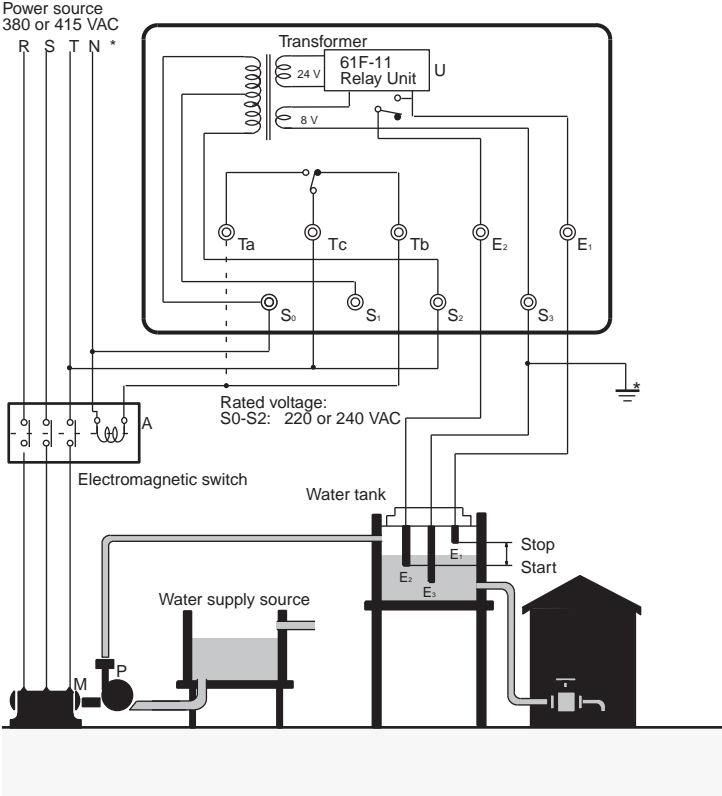 Power source
380 or 415 VAC
R S T N *
Transformer
24 V
61F-11
Relay Unit
U
8 V
Ta
Tc
Tb
E2
E1
S0
S1
S2
S3
*
Rated voltage:
S0-S2: 220 or 240 VAC
A
Electromagnetic switch
Water tank
E1
Stop
E2
Start
E3
Water supply source
P
M